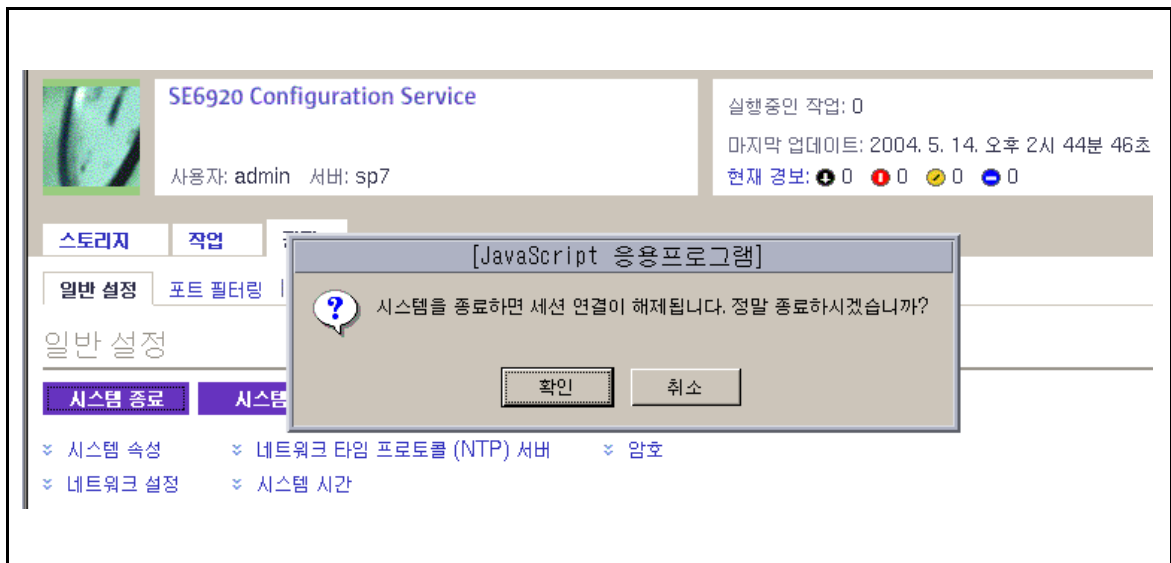 SE6920 Configuration Service
사용자: admin 서버: sp7
실행중인 작업: 0
마지막 업데이트: 2004. 5. 14. 오후 2시 44분 46초
현재 경보: 0 0 0 0
스토리지 작업
일반 설정 포트 필터링
[JavaScript 응용프로그램]
시스템을 종료하면 세션 연결이 해제됩니다. 정말 종료하시겠습니까?
확인 취소
일반 설정
시스템 종료 시스템
시스템 속성 네트워크 타임 프로토콜 (NTP) 서버 암호
네트워크 설정 시스템 시간